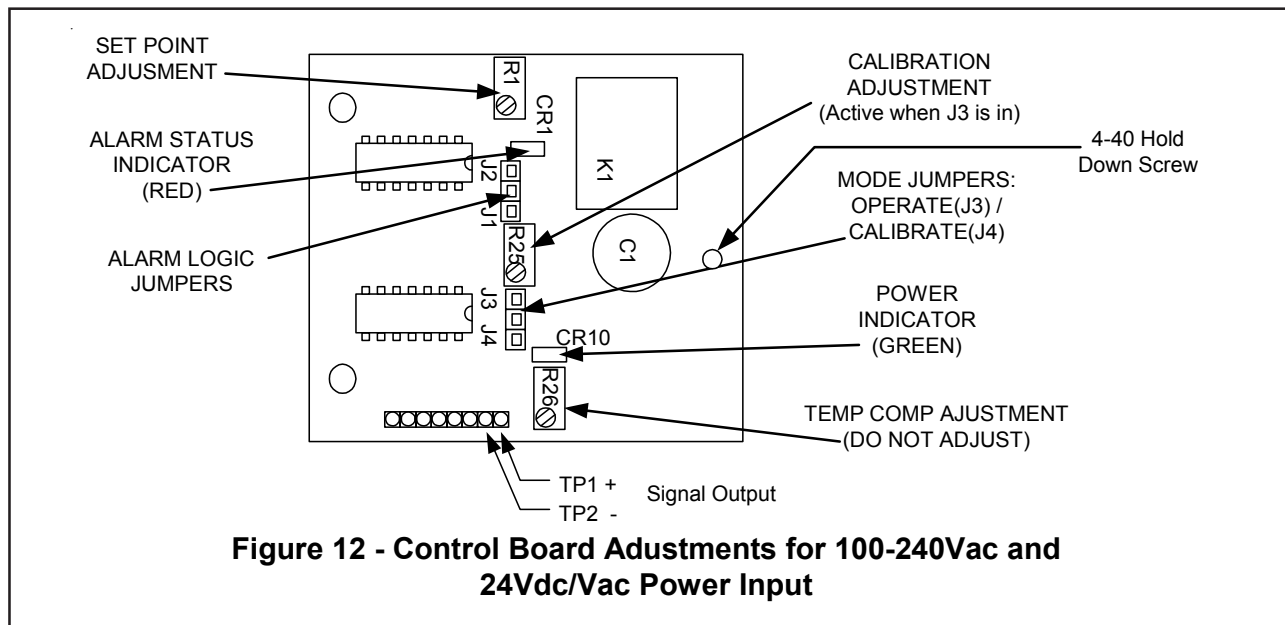 SET POINT
ADJUSMENT
ALARM STATUS
INDICATOR
(RED)
ALARM LOGIC
JUMPERS
R1
CR1
J2
J1
K1
R25
C1
J3
J4
CR10
R26
CALIBRATION
ADJUSTMENT
(Active when J3 is in)
4-40 Hold
Down Screw
MODE JUMPERS:
OPERATE(J3) /
CALIBRATE(J4)
POWER
INDICATOR
(GREEN)
TEMP COMP AJUSTMENT
(DO NOT ADJUST)
TP1 +
TP2 -
Signal Output
Figure 12 - Control Board Adustments for 100-240Vac and
24Vdc/Vac Power Input